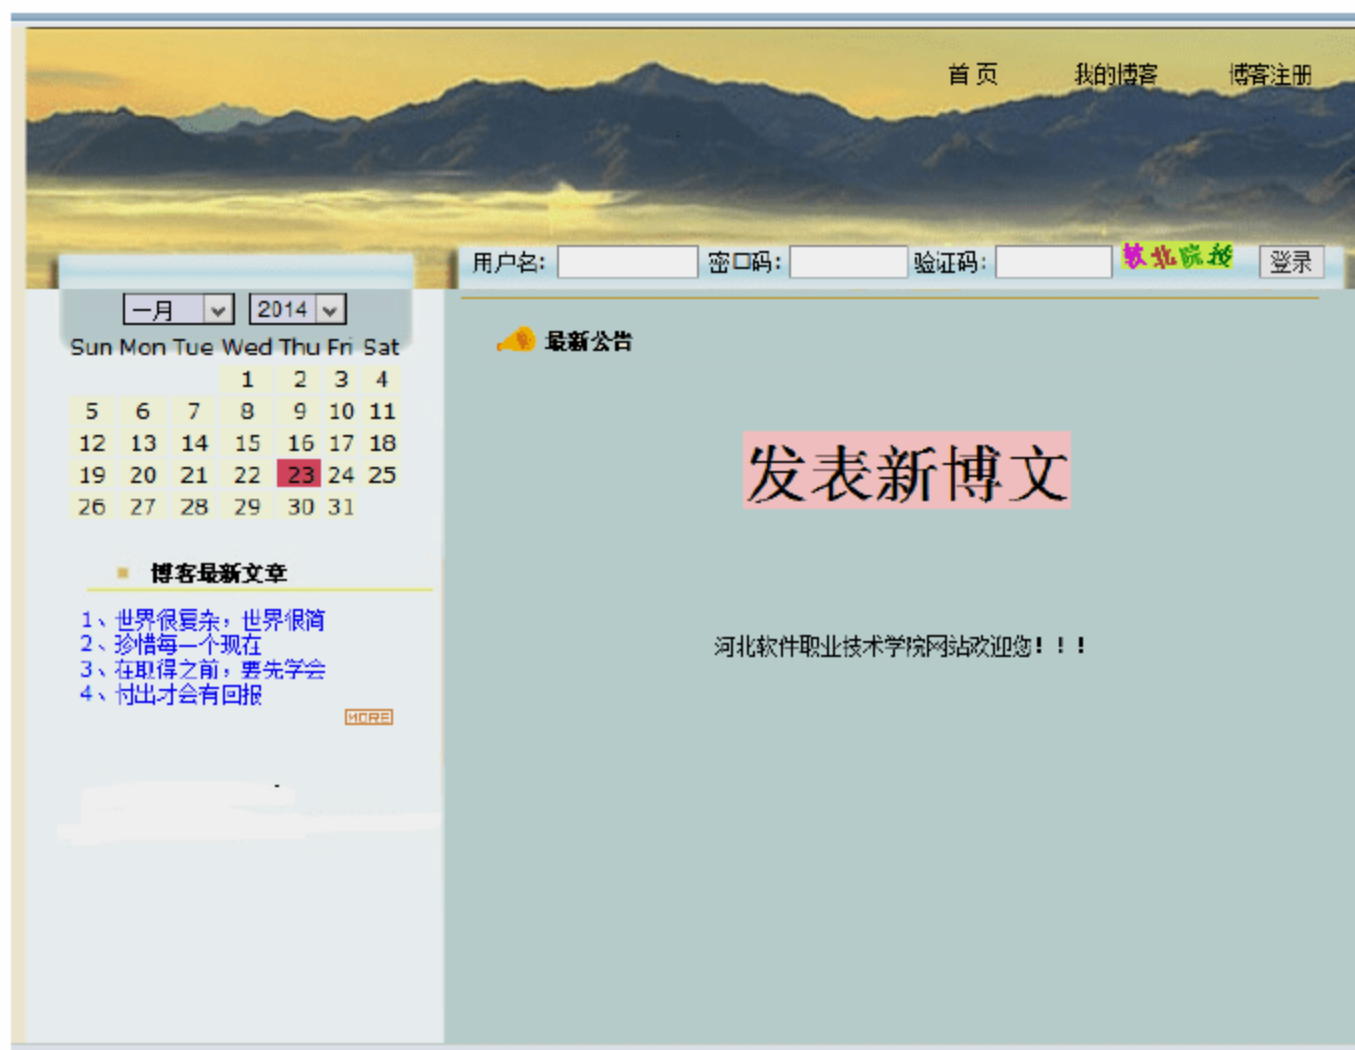 首 页 我的博客 博客注册
用户名: 密口码: 验证码: 软北院技 登录
一月 2014
Sun Mon Tue Wed Thu Fri Sat
1 2 3 4
5 6 7 8 9 10 11
12 13 14 15 16 17 18
19 20 21 22 23 24 25
26 27 28 29 30 31
最新公告
发表新博文
河北软件职业技术学院网站欢迎您！！！
博客最新文章
1、世界很复杂，世界很简
2、珍惜每一个现在
3、在取得之前，要先学会
4、付出才会有回报
MORE